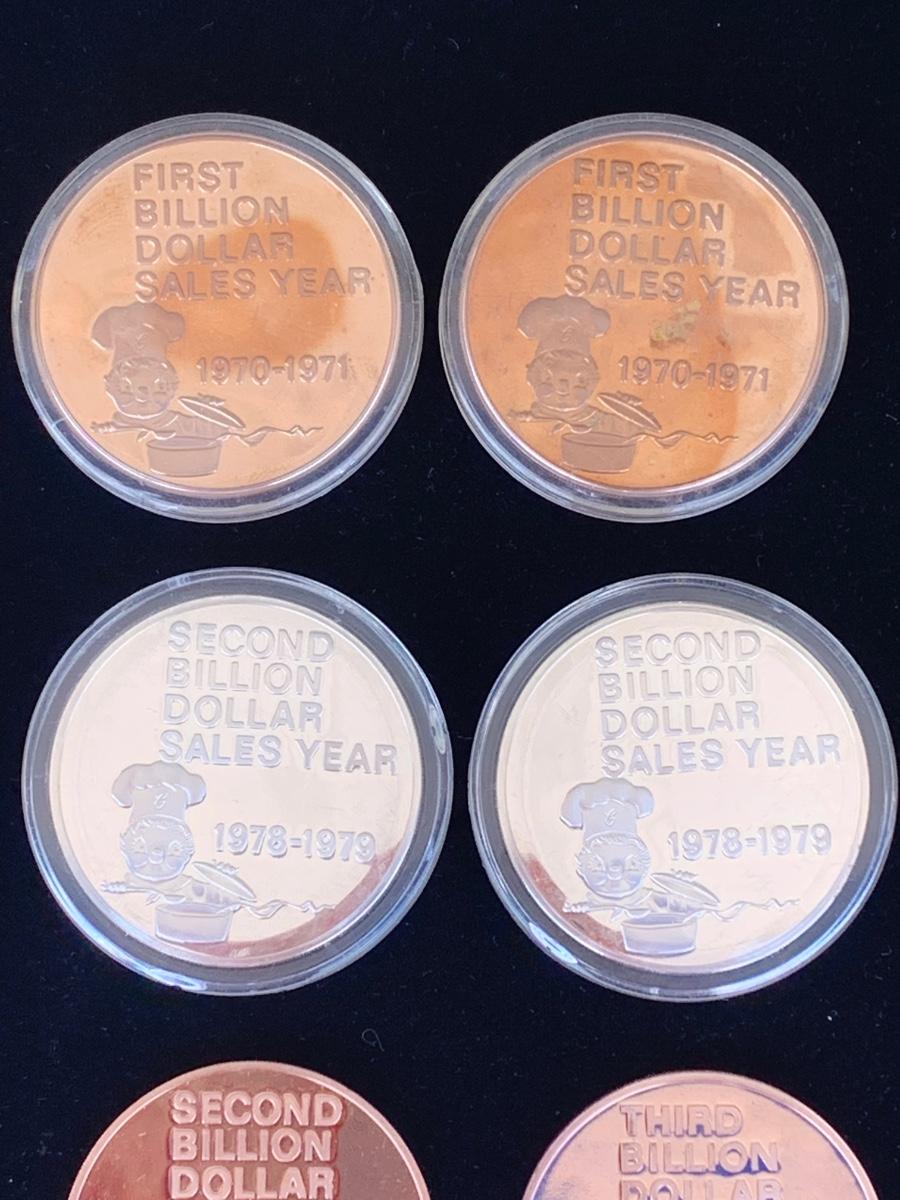 FIRST
BILLION
DOLLAR
SALES YEAR
1970-1971
FIRST
BILLION
DOLLAR
SALES YEAR
1970-1971
SECOND
BILLION
DOLLAR
SALES YEAR
C
1978-1979
SECOND
BILLION
DOLLAR
SALES YEAR
C
1978-1979
SECOND
BILLION
DOLLAR
THIRD
BILLION
DOLLAR